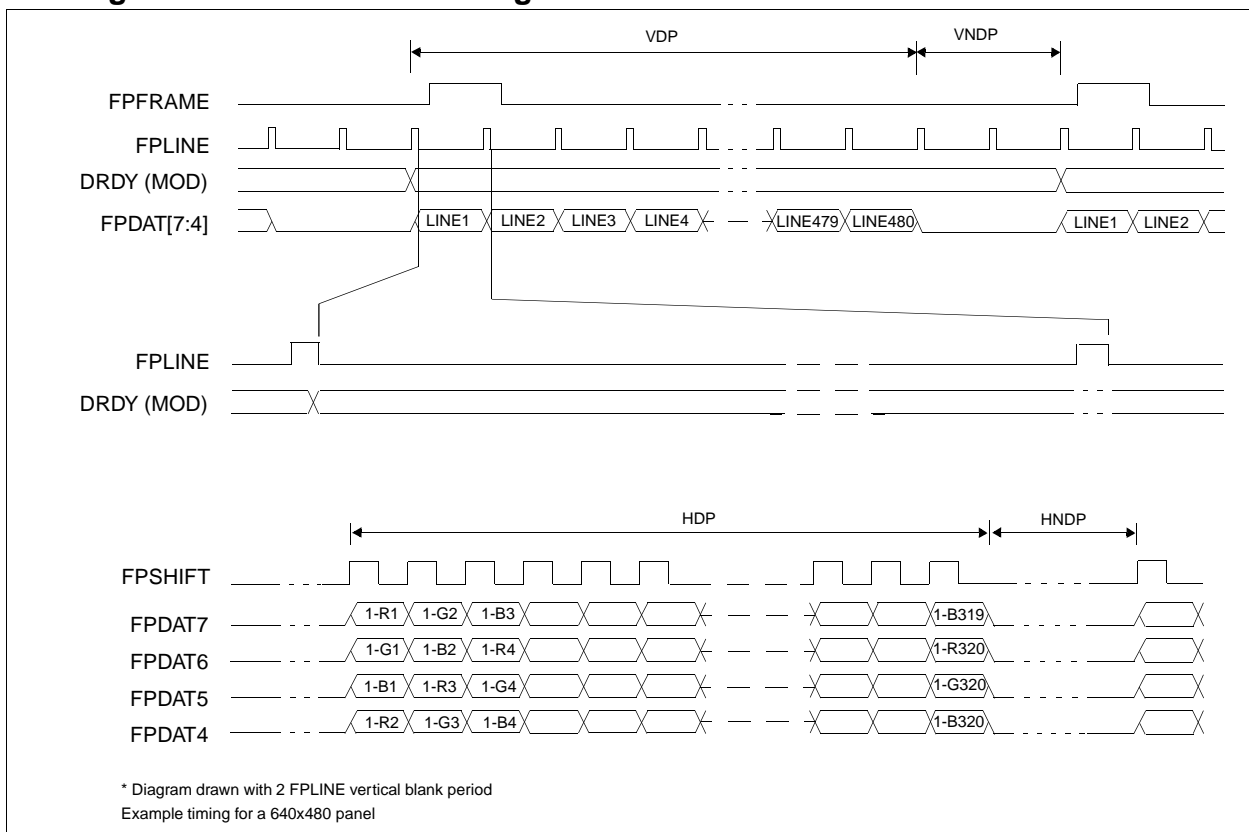 VDP VNDP
FPFRAME
FPLINE
DRDY (MOD)
FPDAT[7:4] LINE1 LINE2 LINE3 LINE4 LINE479 LINE480 LINE1 LINE2
FPLINE
DRDY (MOD)
HDP HNDP
FPSHIFT
FPDAT7 1-R1 1-G2 1-B3 1-B319
FPDAT6 1-G1 1-B2 1-R4 1-R320
FPDAT5 1-B1 1-R3 1-G4 1-G320
FPDAT4 1-R2 1-G3 1-B4 1-B320
* Diagram drawn with 2 FPLINE vertical blank period
Example timing for a 640x480 panel